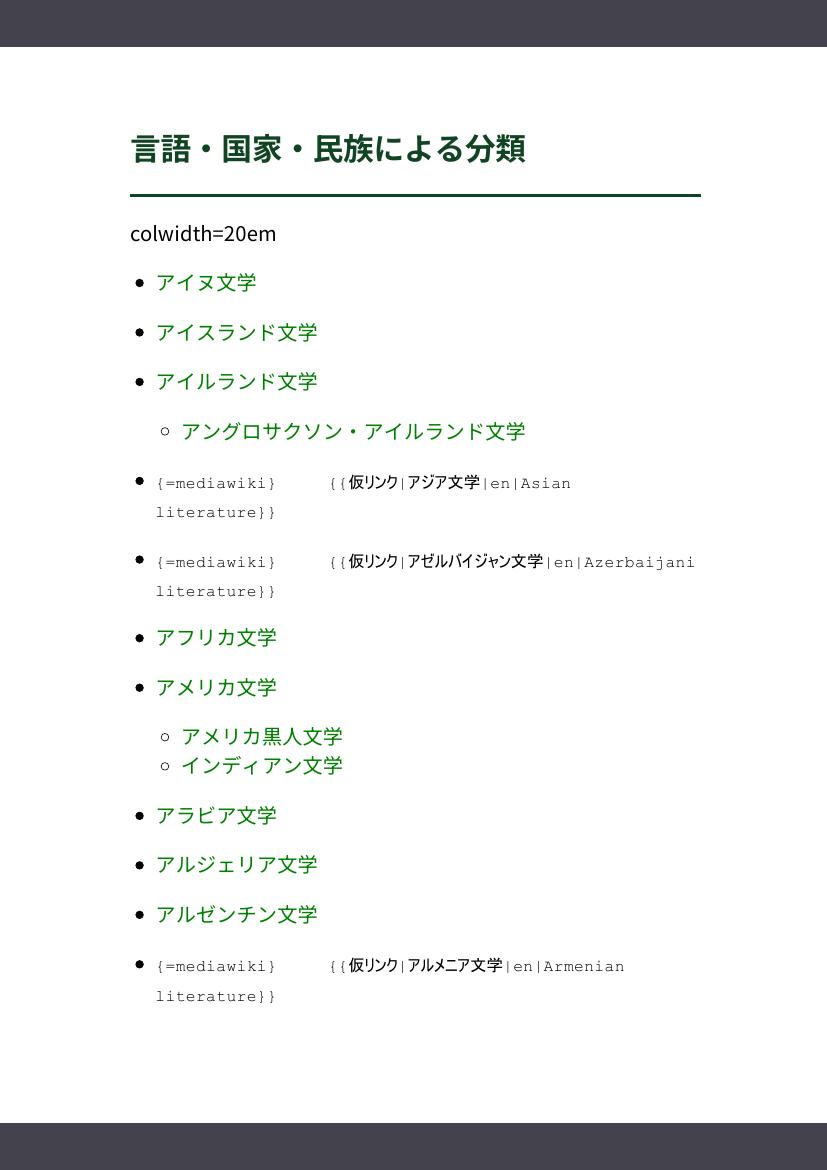 言語・国家・民族による分類
colwidth=20em
アイヌ文学
アイスランド文学
アイルランド文学
アングロサクソン・アイルランド文学
{=mediawiki} {{仮リンク|アジア文学|en|Asian
literature}}
{=mediawiki} {{仮リンク|アゼルバイジャン文学|en|Azerbaijani
literature}}
アフリカ文学
アメリカ文学
アメリカ黒人文学
インディアン文学
アラビア文学
アルジェリア文学
アルゼンチン文学
{=mediawiki} {{仮リンク|アルメニア文学|en|Armenian
literature}}